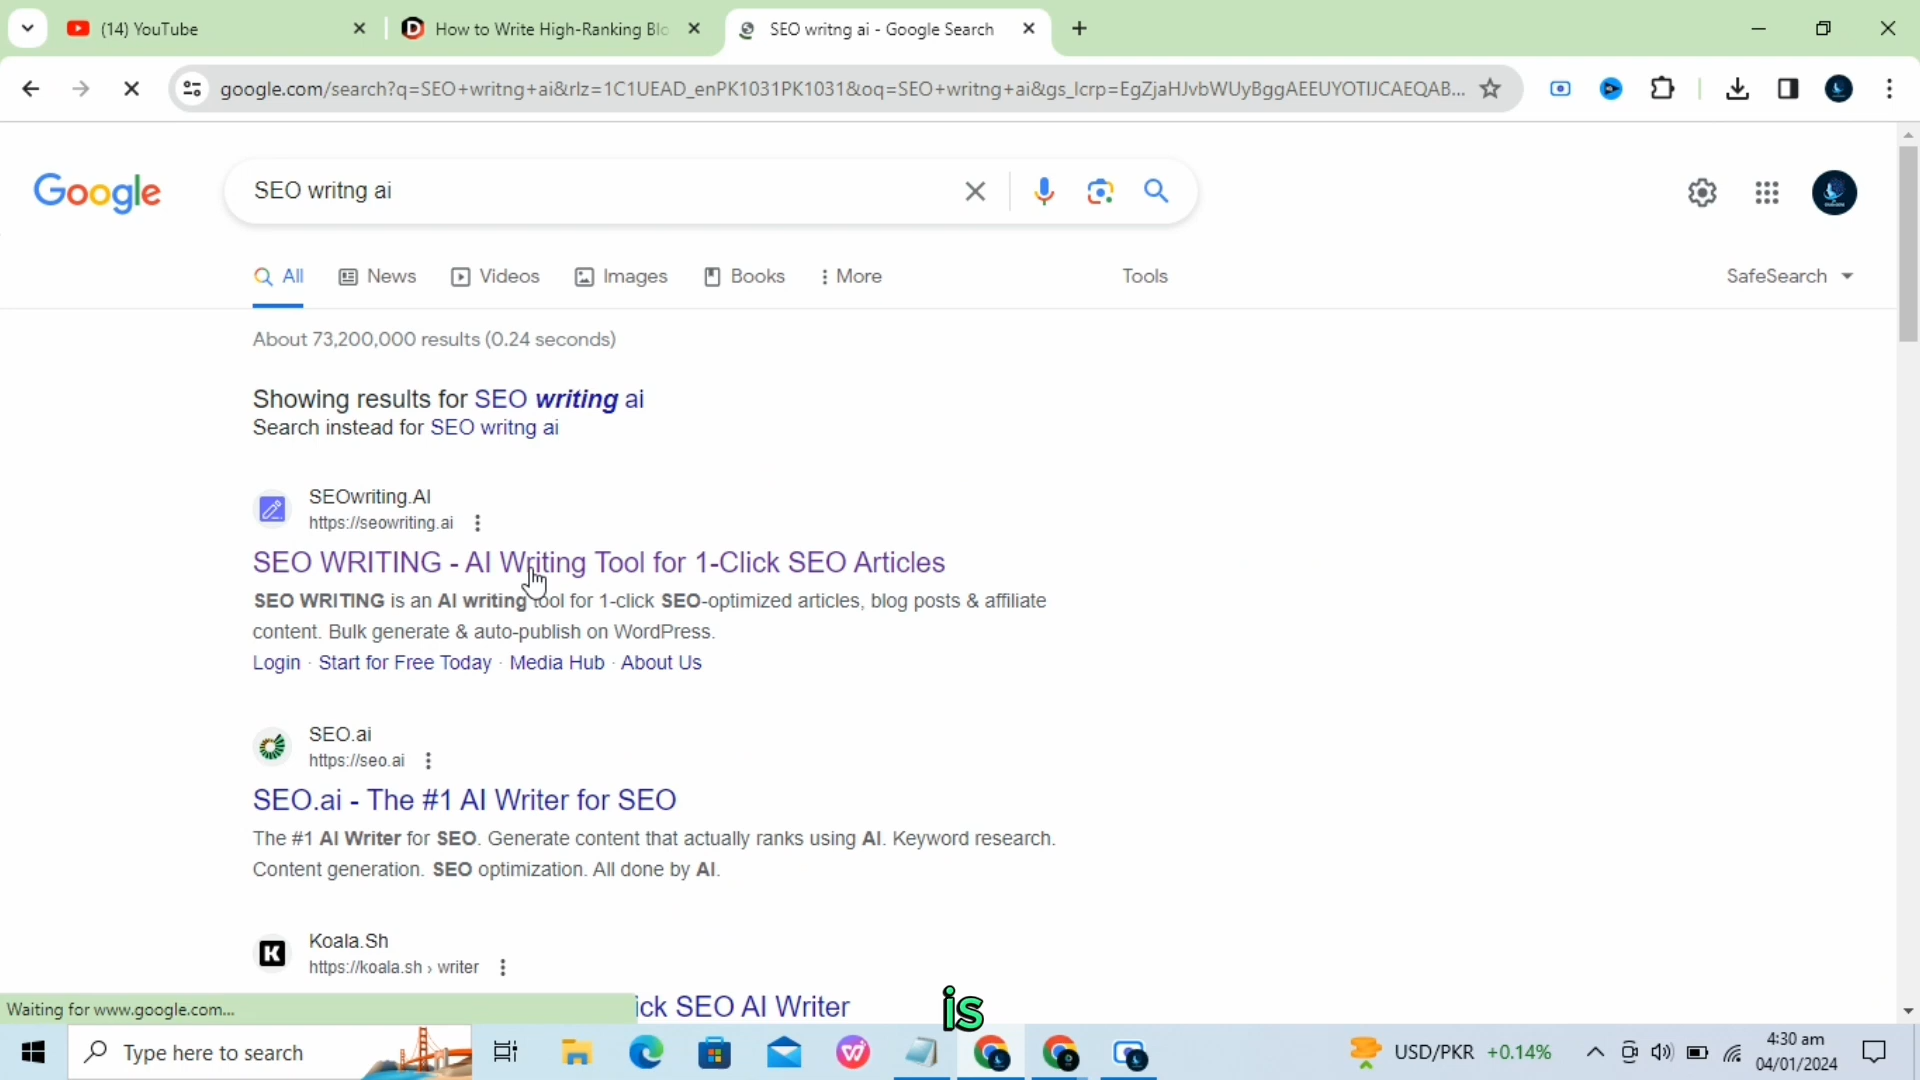 (14) YouTube
How to Write High-Ranking Blo
SEO writng ai - Google Search
google.com/search?q=SEO+writng+ai&rlz=1C1UEAD_enPK1031PK1031&oq=SEO+writng+ai&gs_lcrp=EgZjaHJvbWUyBggAEEUYOTIJCAEQAB...
Google
SEO writng ai
All
News
Videos
Images
Books
More
Tools
SafeSearch
About 73,200,000 results (0.24 seconds)
Showing results for SEO writing ai
Search instead for SEO writng ai
SEOwriting.AI
https://seowriting.ai
SEO WRITING - AI Writing Tool for 1-Click SEO Articles
SEO WRITING is an AI writing tool for 1-click SEO-optimized articles, blog posts & affiliate
content. Bulk generate & auto-publish on WordPress.
Login · Start for Free Today · Media Hub · About Us
SEO.ai
https://seo.ai
SEO.ai - The #1 AI Writer for SEO
The #1 AI Writer for SEO. Generate content that actually ranks using AI. Keyword research.
Content generation. SEO optimization. All done by AI.
K
Koala.Sh
https://koala.sh › writer
ick SEO AI Writer
is
Waiting for www.google.com...
Type here to search
USD/PKR +0.14%
4:30 am
04/01/2024